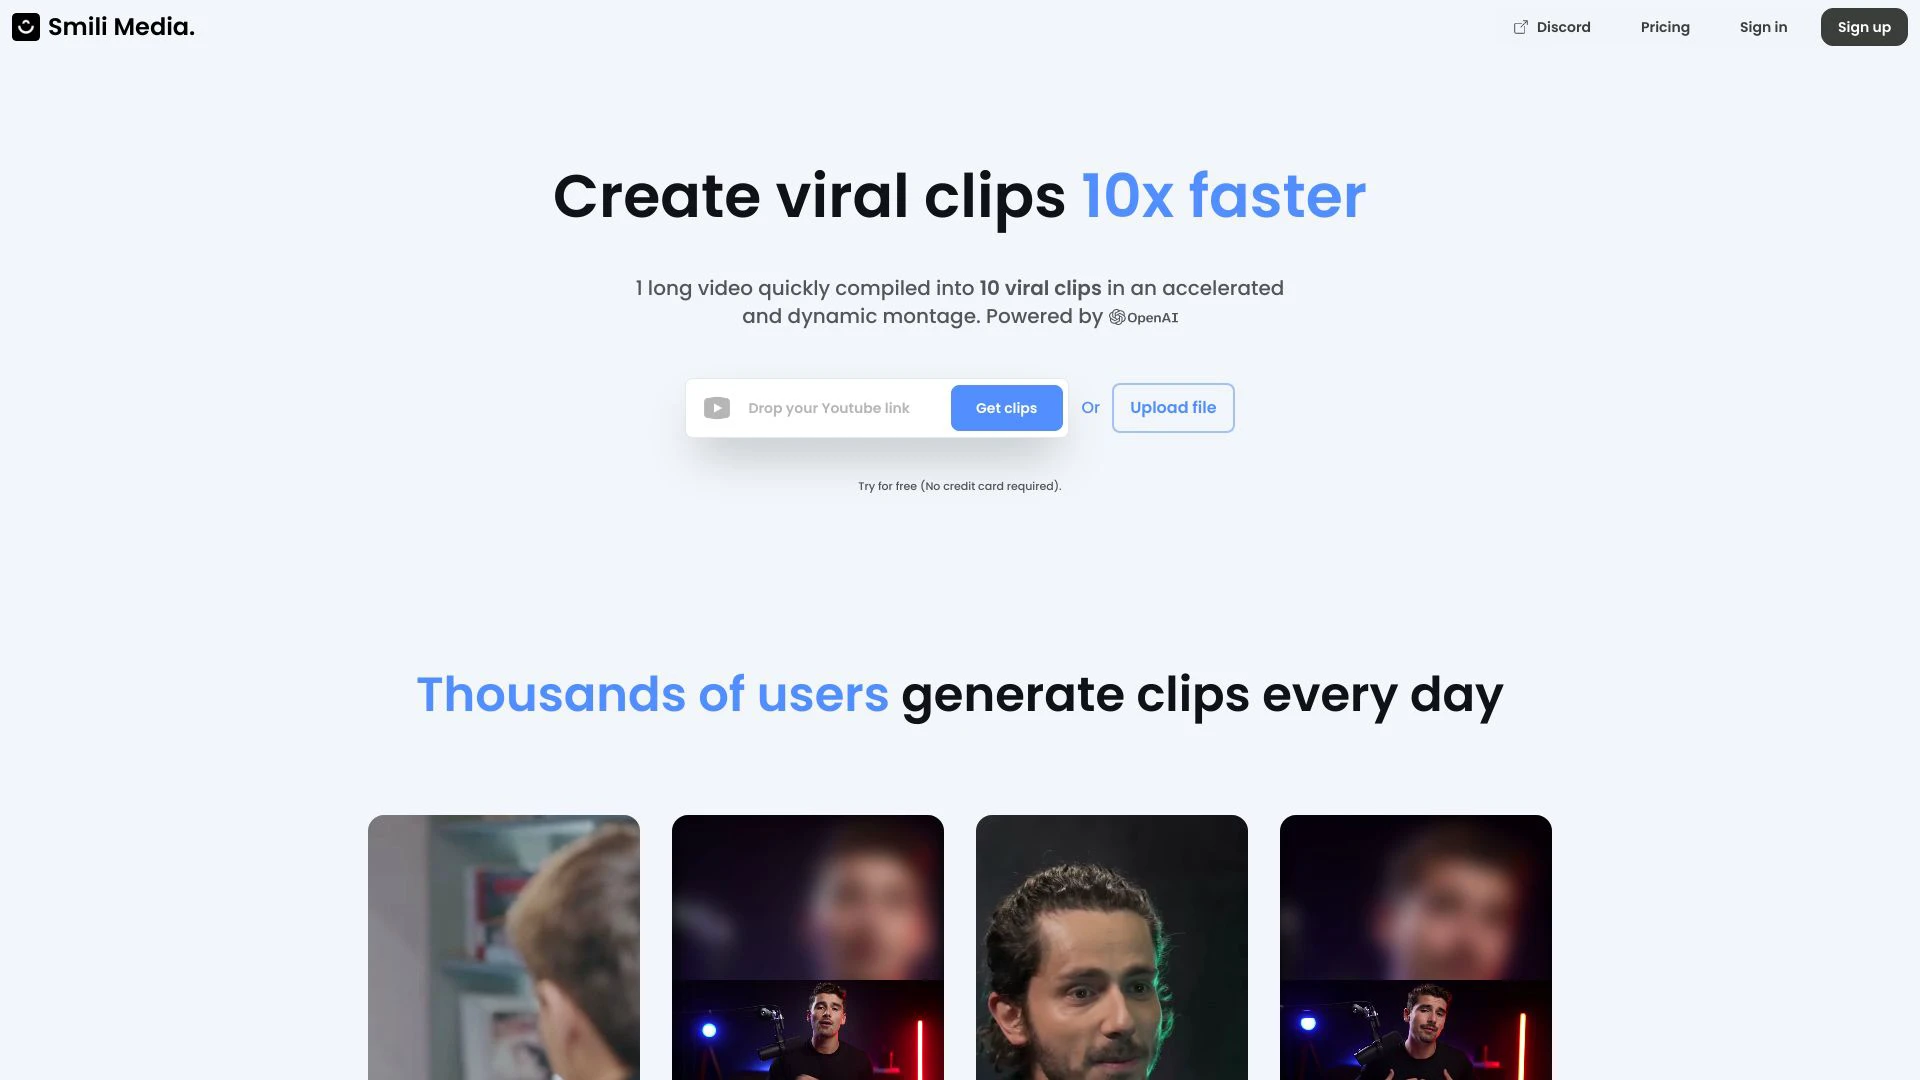 Smili Media.
Discord
Pricing
Sign in
Sign up
Create viral clips 10x faster
1 long video quickly compiled into 10 viral clips in an accelerated
and dynamic montage. Powered by OpenAI
Drop your Youtube link
Get clips
Or
Upload file
Try for free (No credit card required).
Thousands of users generate clips every day